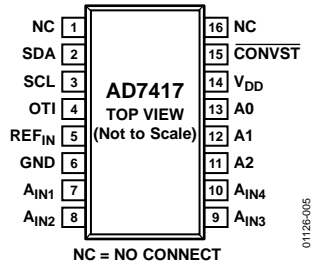 NC 1 16 NC
SDA 2 15 CONVST
SCL 3 14 VDD
AD7417
OTI 4 TOP VIEW 13 A0
REFIN 5 (Not to Scale) 12 A1
GND 6 11 A2
AIN1 7 10 AIN4
AIN2 8 9 AIN3
NC = NO CONNECT
01126-005